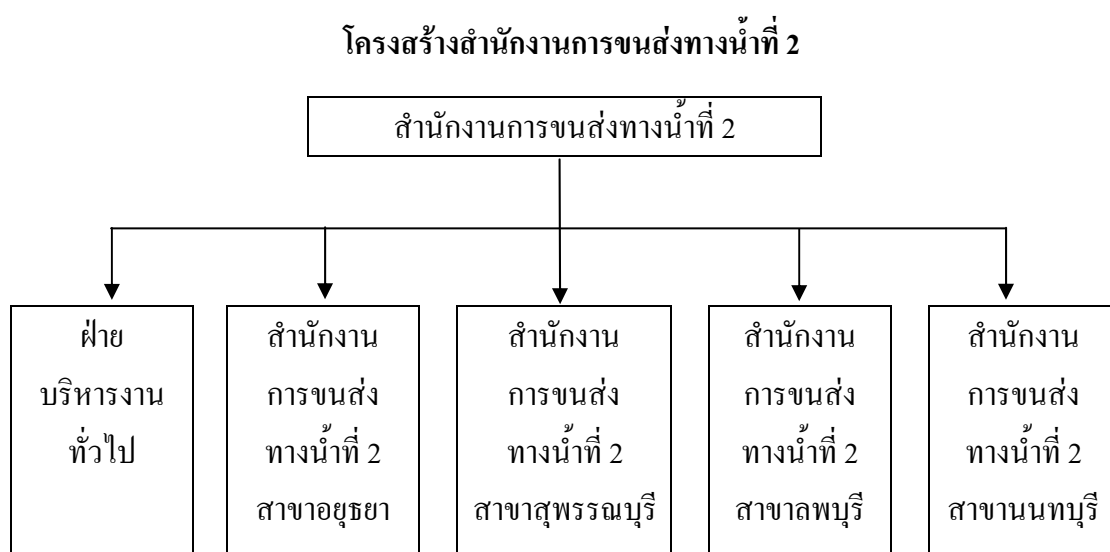 โครงสร้างสำนักงานการขนส่งทางน้ำที่ 2
สำนักงานการขนส่งทางน้ำที่ 2
ฝ่าย
บริหารงาน
ทั่วไป
สำนักงาน
การขนส่ง
ทางน้ำที่ 2
สาขาอยุธยา
สำนักงาน
การขนส่ง
ทางน้ำที่ 2
สาขาสุพรรณบุรี
สำนักงาน
การขนส่ง
ทางน้ำที่ 2
สาขาลพบุรี
สำนักงาน
การขนส่ง
ทางน้ำที่ 2
สาขานนทบุรี